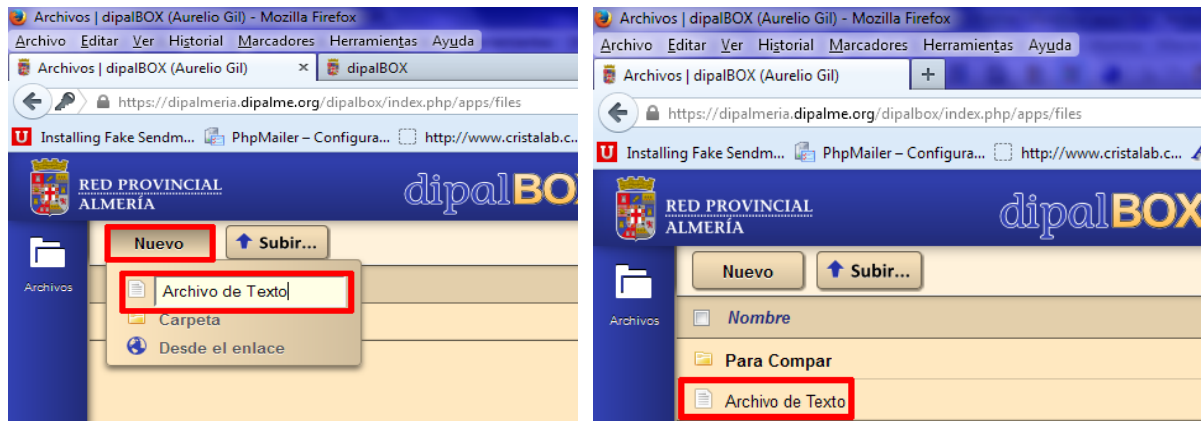 Archivos | dipalBOX (Aurelio Gil) - Mozilla Firefox
Archivo Editar Ver Historial Marcadores Herramientas Ayuda
Archivos | dipalBOX (Aurelio Gil) × dipalBOX
https://dipalmeria.dipalme.org/dipalbox/index.php/apps/files
Installing Fake Sendm... PhpMailer – Configura... http://www.cristalab.c...
RED PROVINCIAL
ALMERÍA
dipalBO
Nuevo Subir...
Archivos
Archivo de Texto
Carpeta
Desde el enlace
Archivos | dipalBOX (Aurelio Gil) - Mozilla Firefox
Archivo Editar Ver Historial Marcadores Herramientas Ayuda
Archivos | dipalBOX (Aurelio Gil) +
https://dipalmeria.dipalme.org/dipalbox/index.php/apps/files
Installing Fake Sendm... PhpMailer – Configura... http://www.cristalab.c...
RED PROVINCIAL
ALMERÍA
dipalBOX
Nuevo Subir...
Archivos
Nombre
Para Compar
Archivo de Texto